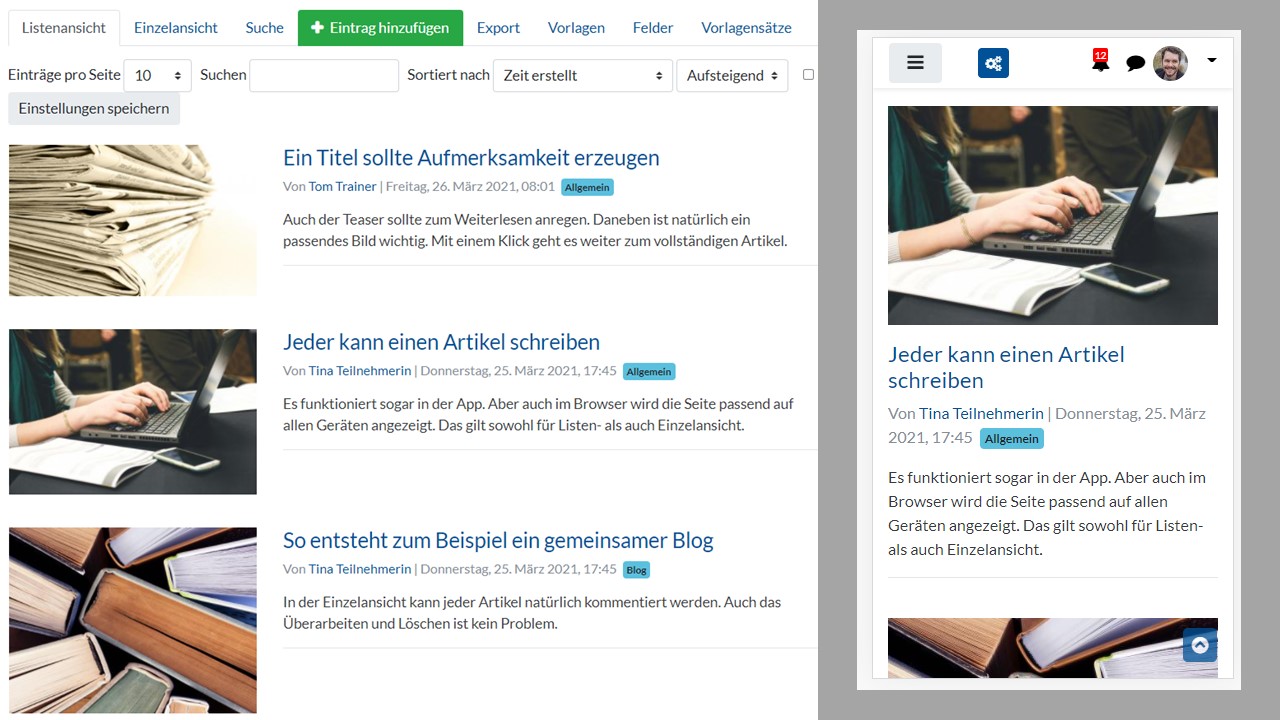 Listenansicht Einzelansicht Suche Eintrag hinzufügen Export Vorlagen Felder Vorlagensätze
Einträge pro Seite 10 Suchen Sortiert nach Zeit erstellt Aufsteigend
Einstellungen speichern
Ein Titel sollte Aufmerksamkeit erzeugen
Von Tom Trainer | Freitag, 26. März 2021, 08:01 Allgemein
Auch der Teaser sollte zum Weiterlesen anregen. Daneben ist natürlich ein
passendes Bild wichtig. Mit einem Klick geht es weiter zum vollständigen Artikel.
Jeder kann einen Artikel schreiben
Von Tina Teilnehmerin | Donnerstag, 25. März 2021, 17:45 Allgemein
Es funktioniert sogar in der App. Aber auch im Browser wird die Seite passend auf
allen Geräten angezeigt. Das gilt sowohl für Listen- als auch Einzelansicht.
So entsteht zum Beispiel ein gemeinsamer Blog
Von Tina Teilnehmerin | Donnerstag, 25. März 2021, 17:45 Blog
In der Einzelansicht kann jeder Artikel natürlich kommentiert werden. Auch das
Überarbeiten und Löschen ist kein Problem.
12
Jeder kann einen Artikel
schreiben
Von Tina Teilnehmerin | Donnerstag, 25. März
2021, 17:45 Allgemein
Es funktioniert sogar in der App. Aber auch im
Browser wird die Seite passend auf allen
Geräten angezeigt. Das gilt sowohl für Listen-
als auch Einzelansicht.